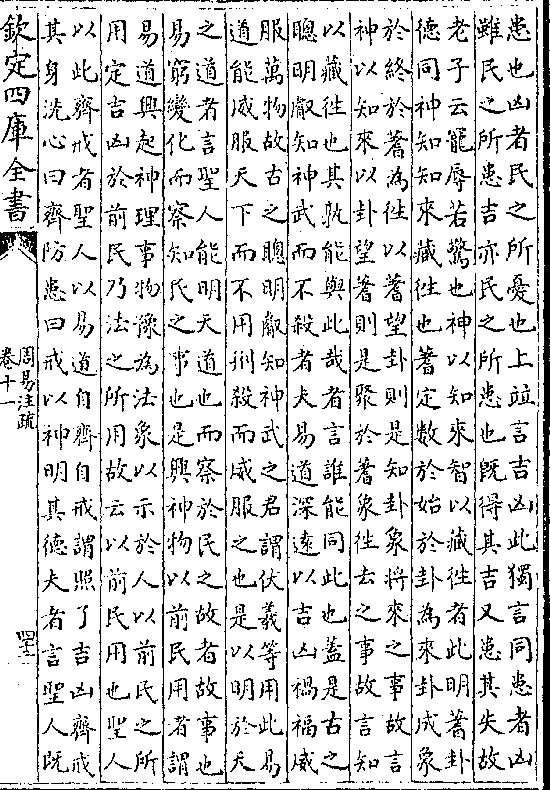 患也凶者民之所憂也上竝言吉凶此獨言同患者凶
雖民之所患吉亦民之所患也既得其吉又患其失故
老子云寵辱若驚也神以知來智以藏徃者此明蓍卦
德同神知知來藏徃也蓍定數於始於卦為來卦成象
於終於蓍為徃以蓍望卦則是知卦象將來之事故言
神以知來以卦望蓍則是聚於蓍象徃去之事故言知
以藏徃也其孰能與此哉者言誰能同此也蓋是古之
聰明叡知神武而不殺者夫易道深遠以吉凶禍福威
服萬物故古之聰明叡知神武之君謂伏羲等用此易
道能威服天下而不用刑殺而威服之也是以明於天
之道者言聖人能明天道也而察於民之故者故事也
易窮變化而察知民之事也是興神物以前民用者謂
易道興起神理事物豫為法象以示於人以前民之所
用定吉凶於前民乃法之所用故云以前民用也聖人
以此齊戒者聖人以易道自齊自戒謂照了吉凶齊戒
其身洗心曰齊防患曰戒以神明其德夫者言聖人既
欽定四庫全書
周易注疏
卷十一